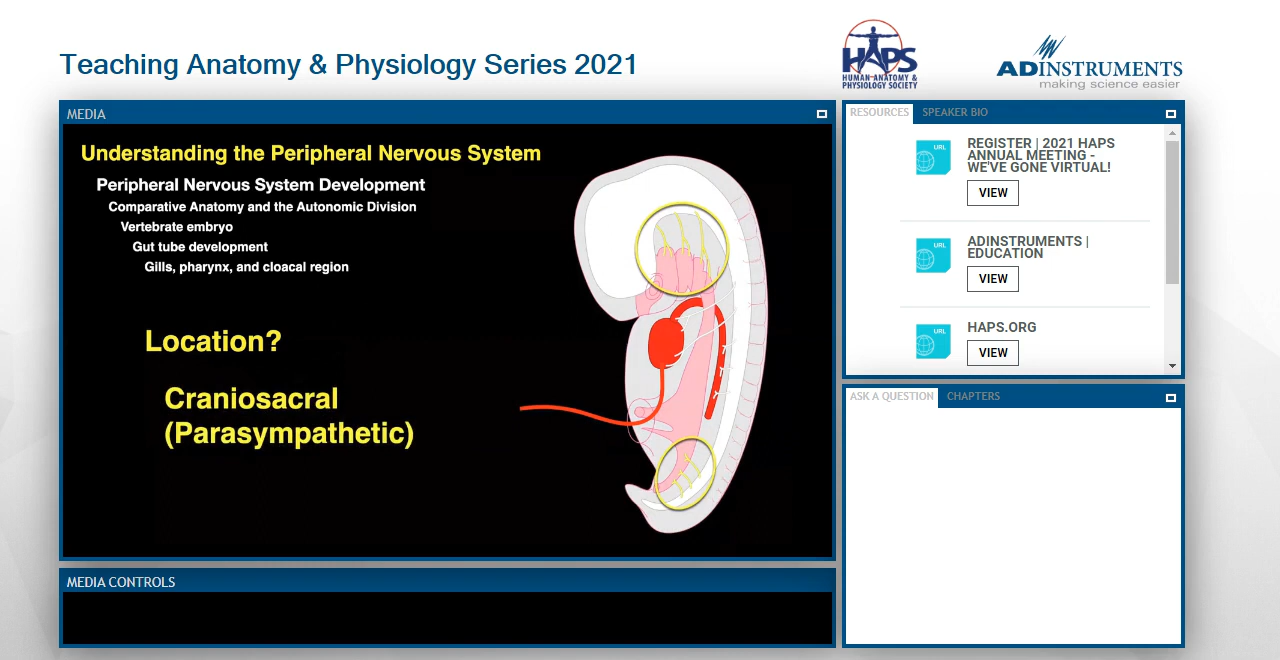 Teaching Anatomy & Physiology Series 2021
HAPS
HUMAN ANATOMY &
PHYSIOLOGY SOCIETY
ADINSTRUMENTS
making science easier
MEDIA
Understanding the Peripheral Nervous System
Peripheral Nervous System Development
Comparative Anatomy and the Autonomic Division
Vertebrate embryo
Gut tube development
Gills, pharynx, and cloacal region
Location?
Craniosacral
(Parasympathetic)
MEDIA CONTROLS
RESOURCES SPEAKER BIO
URL
REGISTER | 2021 HAPS
ANNUAL MEETING -
WE'VE GONE VIRTUAL!
VIEW
URL
ADINSTRUMENTS |
EDUCATION
VIEW
URL
HAPS.ORG
VIEW
ASK A QUESTION CHAPTERS